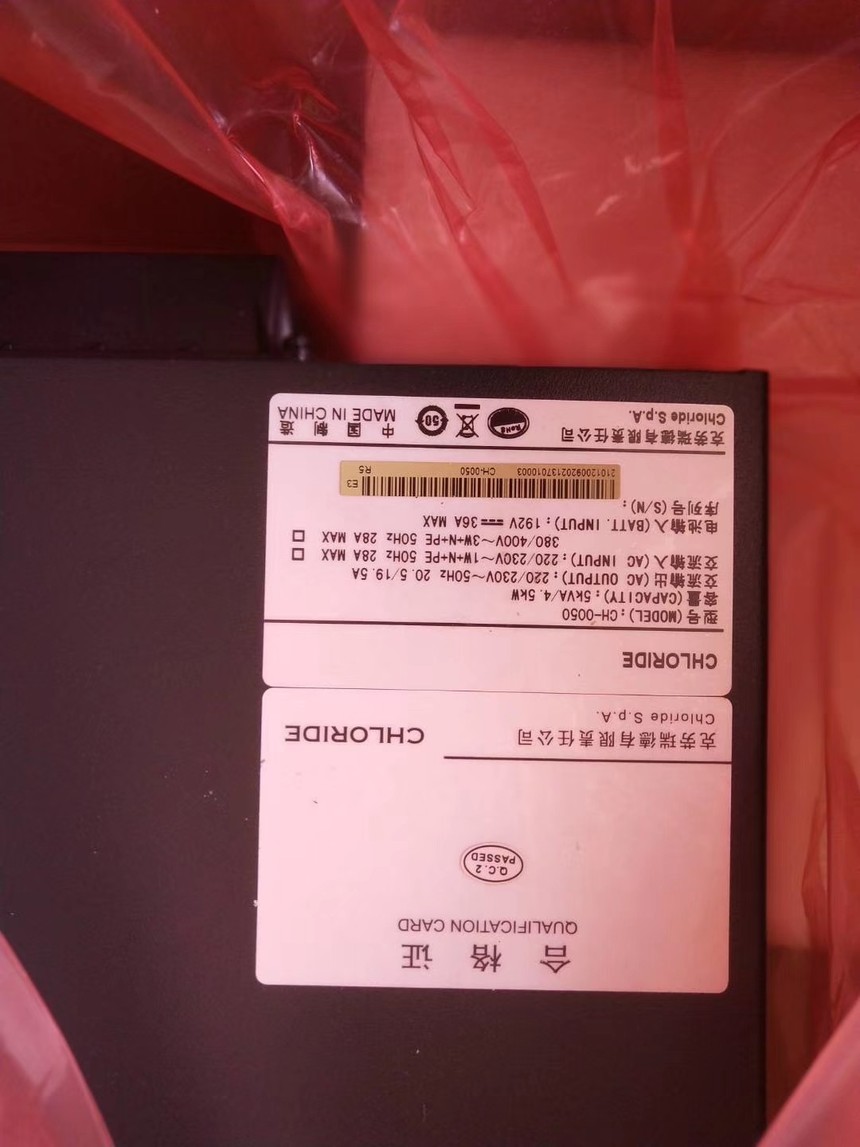 合 格 证
QUALIFICATION CARD
Q.C.2
PASSED
克劳瑞德有限责任公司 CHLORIDE
Chloride S.p.A.
CHLORIDE
型号(MODEL):CH-0050
容量(CAPACITY):5kVA/4.5kW
交流输出(AC OUTPUT):220/230V~50Hz 20.5/19.5A
交流输入(AC INPUT):220/230V~1W+N+PE 50Hz 28A MAX □
380/400V~3W+N+PE 50Hz 28A MAX □
电池输入(BATT. INPUT):192V 36A MAX
序列号(S/N):
E3
2101200920213701003 CH-0050 R5
克劳瑞德有限责任公司 RoHS 50 中 国 制 造
Chloride S.p.A. MADE IN CHINA